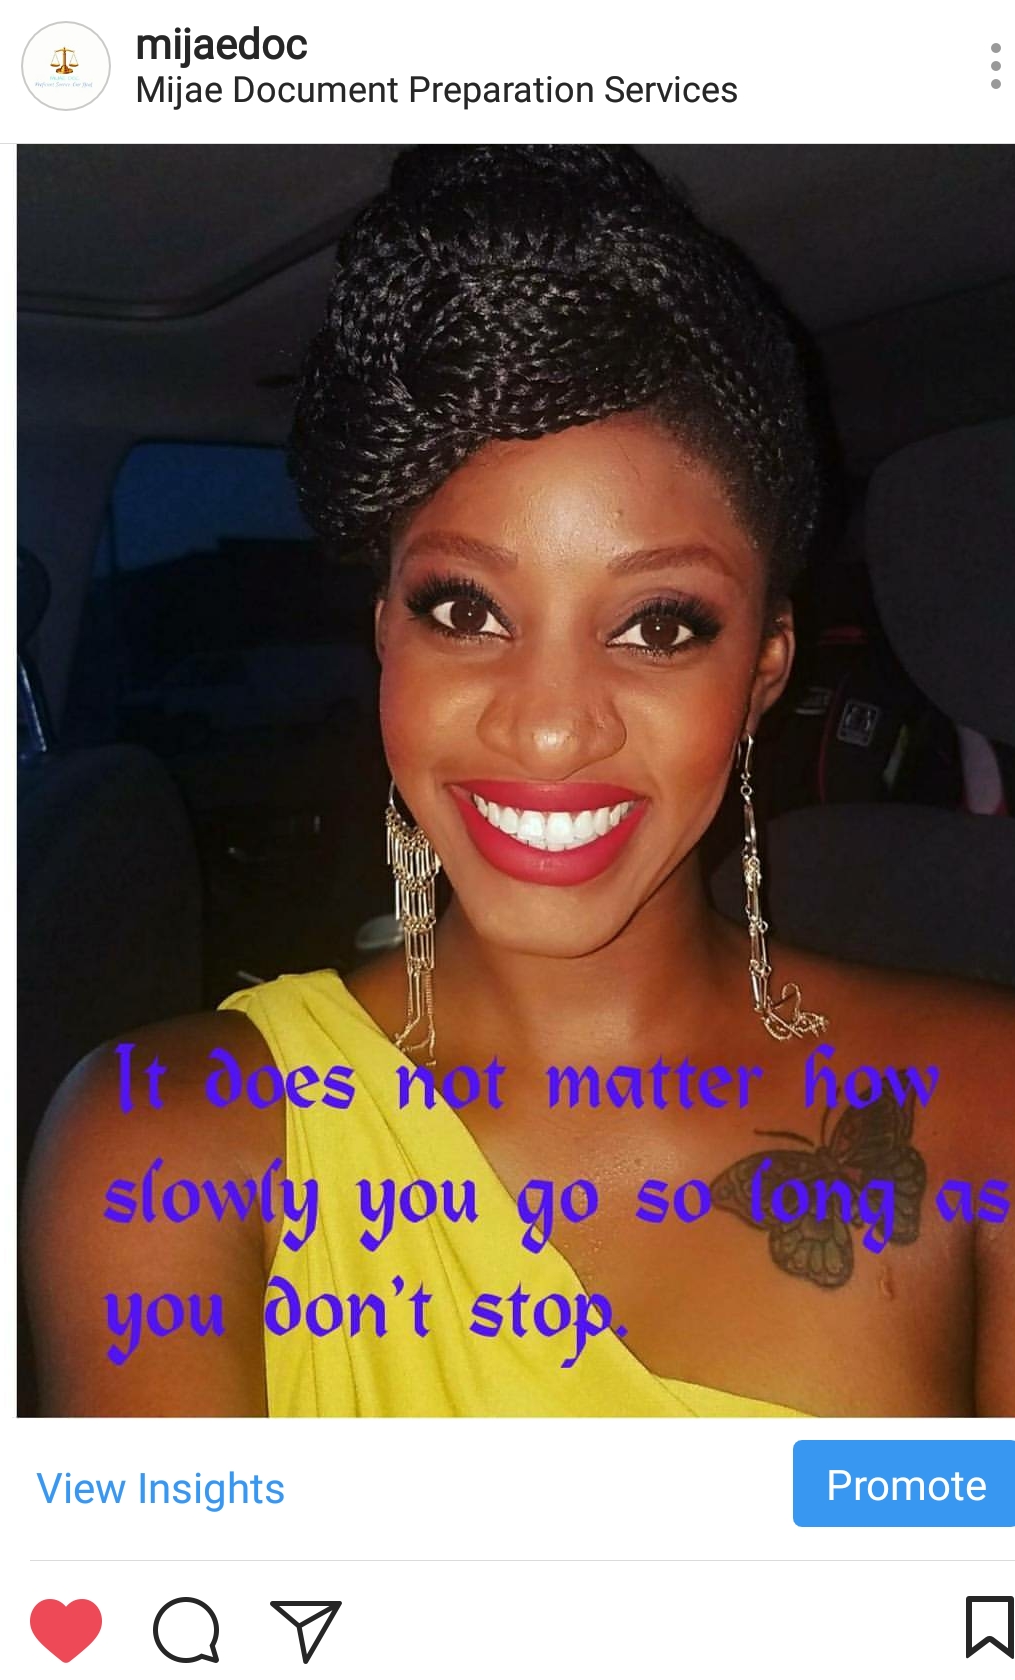 mijaedoc
Mijae Document Preparation Services
It does not matter how
slowly you go so long as
you don't stop.
View Insights
Promote